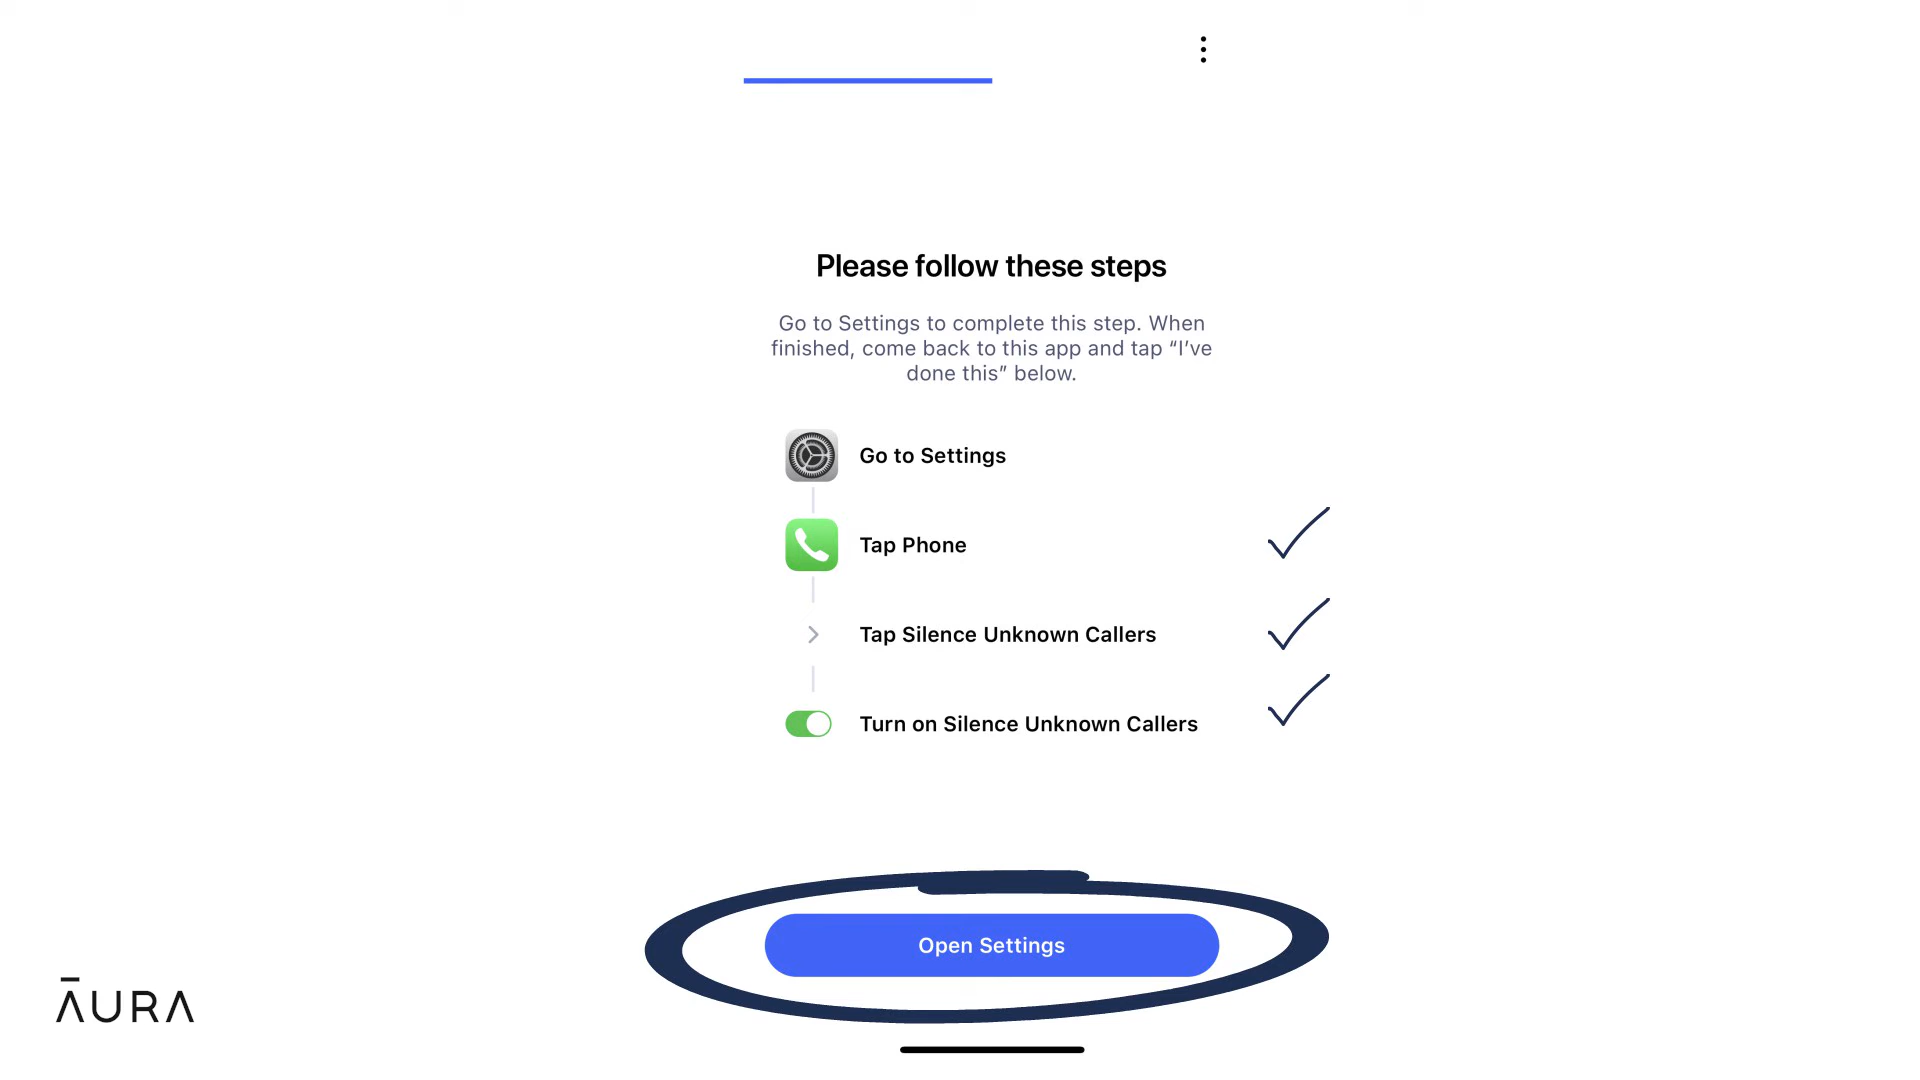 Please follow these steps
Go to Settings to complete this step. When
finished, come back to this app and tap “I’ve
done this” below.
Go to Settings
Tap Phone
Tap Silence Unknown Callers
Turn on Silence Unknown Callers
Open Settings
ĀURA